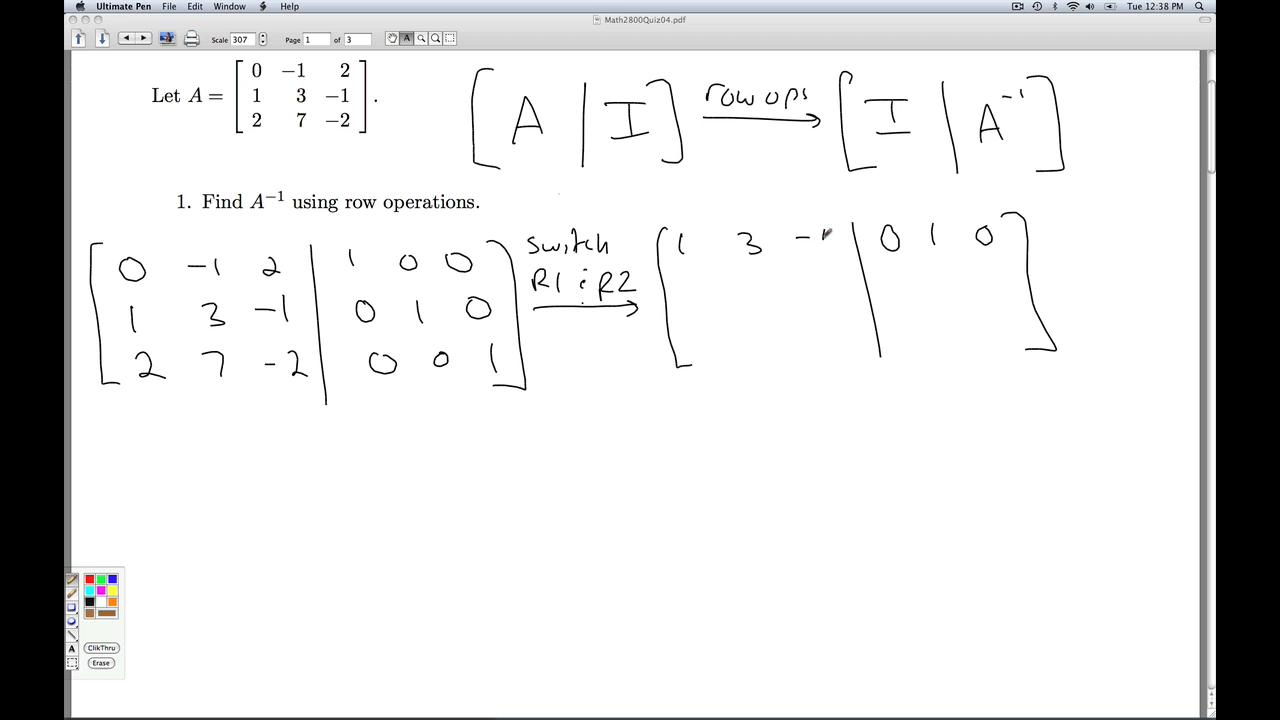 Ultimate Pen File Edit Window Help Tue 12:38 PM
Math2800Quiz04.pdf
Scale 307 Page 1 of 3 A
Let A = [ 0 −1 2
1 3 −1
2 7 −2 ] .
[ A | I ] row ops → [ I | A⁻¹ ]
1. Find A⁻¹ using row operations.
[ 0 -1 2 | 1 0 0
1 3 -1 | 0 1 0
2 7 -2 | 0 0 1 ]
switch
R1 : R2
→
[ 1 3 -1 | 0 1 0 ]
A
ClikThru
Erase